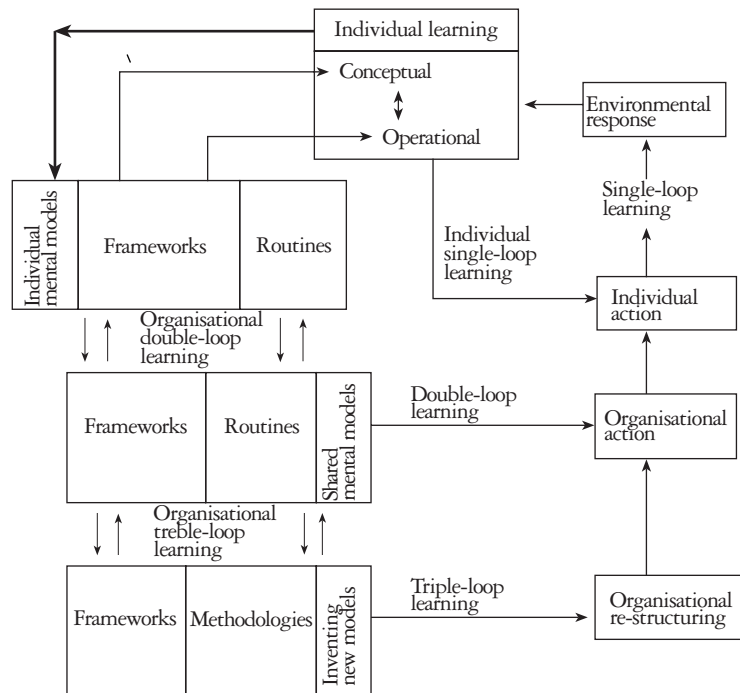 Individual learning
Conceptual
Operational
Environmental
response
Single-loop
learning
Individual
mental models
Frameworks
Routines
Individual
single-loop
learning
Individual
action
Organisational
double-loop
learning
Frameworks
Routines
Shared
mental models
Double-loop
learning
Organisational
action
Organisational
treble-loop
learning
Frameworks
Methodologies
Inventing
new models
Triple-loop
learning
Organisational
re-structuring